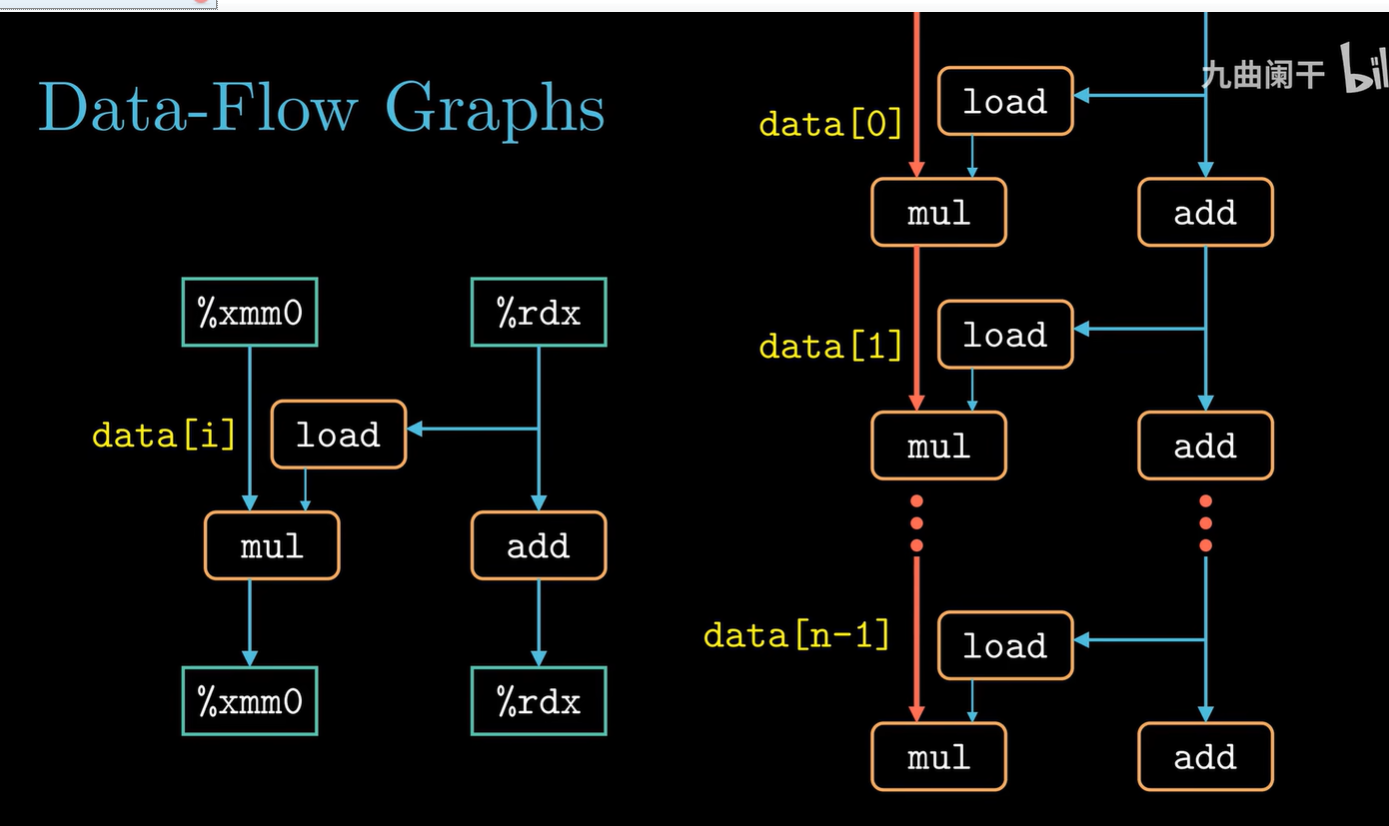 Data-Flow Graphs
%xmm0
%rdx
data[i]
load
mul
add
%xmm0
%rdx
九曲阑干
load
data[0]
mul
add
load
data[1]
mul
add
load
data[n-1]
mul
add